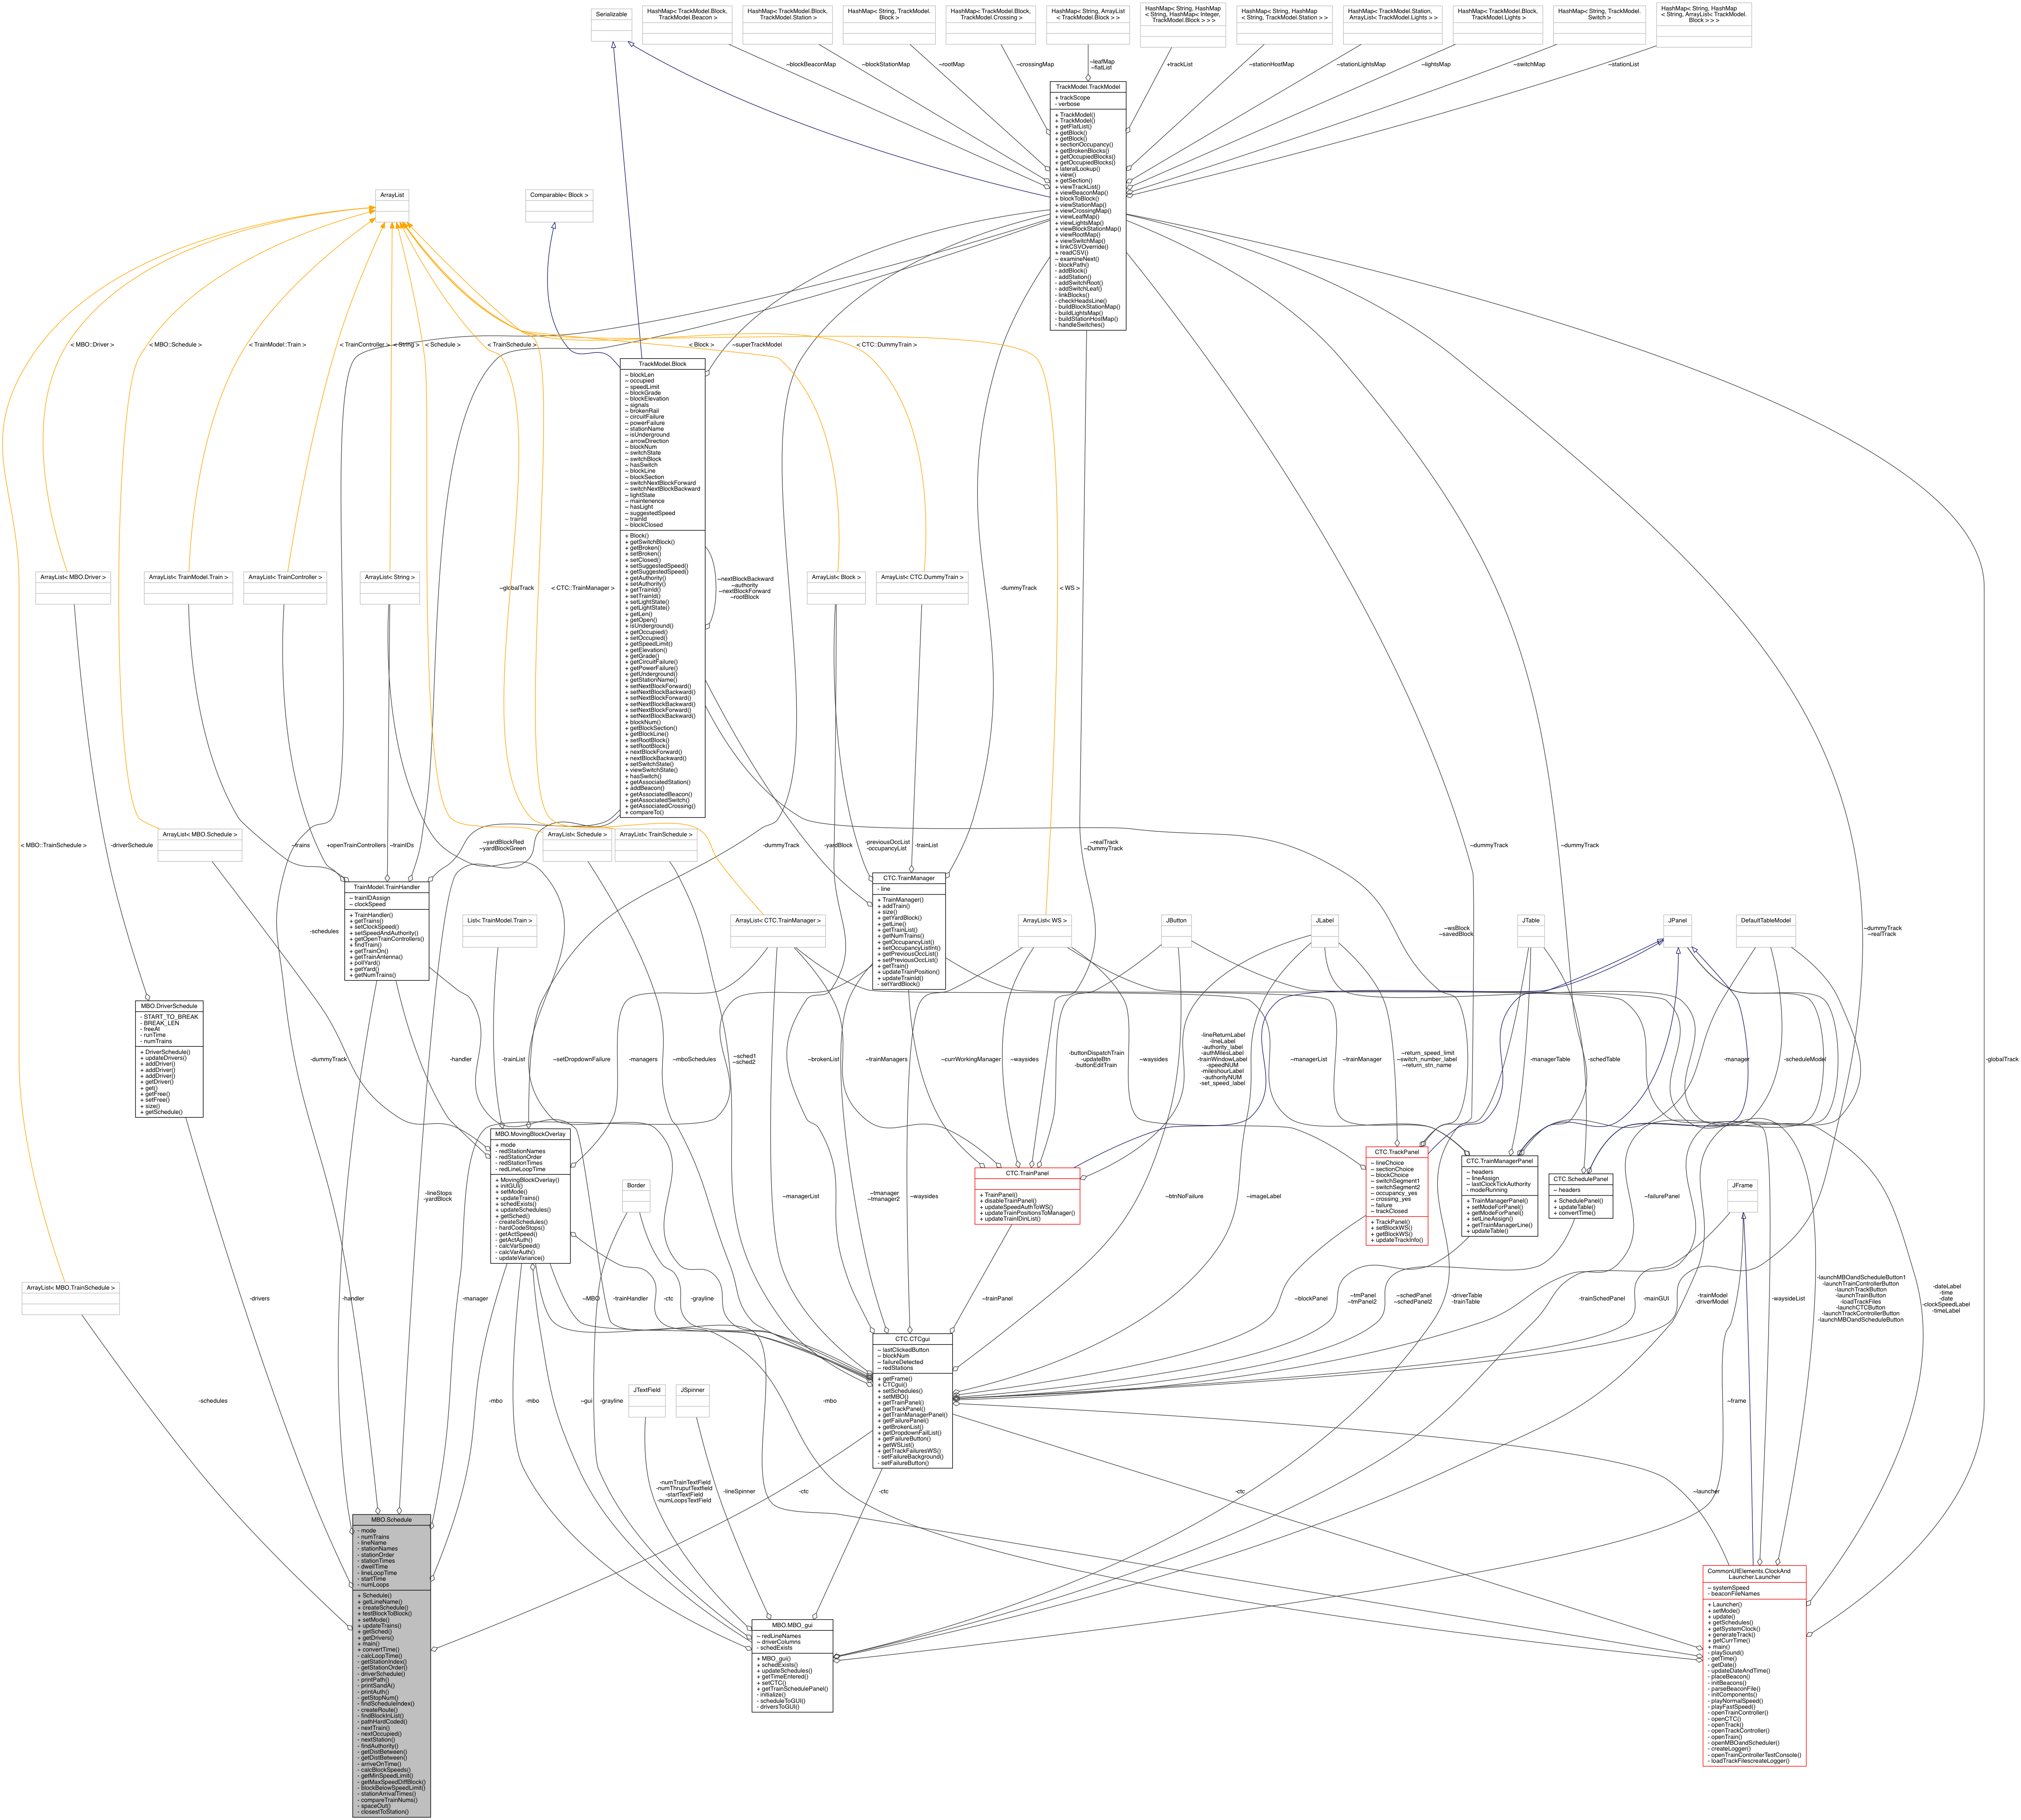 Serializable
HashMap< TrackModel.Block,
TrackModel.Beacon >
HashMap< TrackModel.Block,
TrackModel.Station >
HashMap< String, TrackModel.
Block >
HashMap< TrackModel.Block,
TrackModel.Crossing >
HashMap< String, ArrayList
< TrackModel.Block > >
HashMap< String, HashMap
< String, HashMap< Integer,
TrackModel.Block > > >
HashMap< String, HashMap
< String, TrackModel.Station > >
HashMap< TrackModel.Station,
ArrayList< TrackModel.Lights > >
HashMap< TrackModel.Block,
TrackModel.Lights >
HashMap< String, TrackModel.
Switch >
HashMap< String, HashMap
< String, ArrayList< TrackModel.
Block > > >
~blockBeaconMap
~blockStationMap
~rootMap
~crossingMap
~leafMap
~flatList
+trackList
~stationHostMap
~stationLightsMap
~lightsMap
~switchMap
~stationList
TrackModel.TrackModel
+ trackScope
- verbose
+ TrackModel()
+ TrackModel()
+ getFlatList()
+ getBlock()
+ getBlock()
+ sectionOccupancy()
+ getBrokenBlocks()
+ getOccupiedBlocks()
+ getOccupiedBlocks()
+ lateralLookup()
+ view()
+ getSection()
+ viewTrackList()
+ viewBeaconMap()
+ blockToBlock()
+ viewStationMap()
+ viewCrossingMap()
+ viewLeafMap()
+ viewLightsMap()
+ viewBlockStationMap()
+ viewRootMap()
+ viewSwitchMap()
+ linkCSVOverride()
+ readCSV()
~ examineNext()
- blockPath()
- addBlock()
- addStation()
- addSwitchRoot()
- addSwitchLeaf()
- linkBlocks()
- checkHeadsLine()
- buildBlockStationMap()
- buildLightsMap()
- buildStationHostMap()
- handleSwitches()
ArrayList
Comparable< Block >
< MBO::Driver >
< MBO::Schedule >
< TrainModel::Train >
< TrainController >
< String >
< Schedule >
< TrainSchedule >
< Block >
~superTrackModel
< CTC::DummyTrain >
TrackModel.Block
~ blockLen
~ occupied
~ speedLimit
~ blockGrade
~ blockElevation
~ signals
~ brokenRail
~ circuitFailure
~ powerFailure
~ stationName
~ isUnderground
~ arrowDirection
~ blockNum
~ switchState
~ switchBlock
~ hasSwitch
~ blockLine
~ blockSection
~ switchNextBlockForward
~ switchNextBlockBackward
~ lightState
~ maintenence
~ hasLight
~ suggestedSpeed
~ trainId
~ blockClosed
+ Block()
+ getSwitchBlock()
+ getBroken()
+ setBroken()
+ setClosed()
+ setSuggestedSpeed()
+ getSuggestedSpeed()
+ getAuthority()
+ setAuthority()
+ getTrainId()
+ setTrainId()
+ setLightState()
+ getLightState()
+ getLen()
+ getOpen()
+ isUnderground()
+ getOccupied()
+ setOccupied()
+ getSpeedLimit()
+ getElevation()
+ getGrade()
+ getCircuitFailure()
+ getPowerFailure()
+ getUnderground()
+ getStationName()
+ setNextBlockForward()
+ setNextBlockBackward()
+ setNextBlockForward()
+ setNextBlockBackward()
+ setNextBlockForward()
+ setNextBlockBackward()
+ blockNum()
+ getBlockSection()
+ getBlockLine()
+ setRootBlock()
+ setRootBlock()
+ nextBlockForward()
+ nextBlockBackward()
+ setSwitchState()
+ viewSwitchState()
+ hasSwitch()
+ getAssociatedStation()
+ addBeacon()
+ getAssociatedBeacon()
+ getAssociatedSwitch()
+ getAssociatedCrossing()
+ compareTo()
ArrayList< MBO.Driver >
ArrayList< TrainModel.Train >
ArrayList< TrainController >
ArrayList< String >
~globalTrack
< CTC::TrainManager >
~nextBlockBackward
~authority
~nextBlockForward
~rootBlock
ArrayList< Block >
ArrayList< CTC.DummyTrain >
-dummyTrack
< WS >
ArrayList< MBO.Schedule >
ArrayList< Schedule >
ArrayList< TrainSchedule >
< MBO::TrainSchedule >
-driverSchedule
~trains
+openTrainControllers
~trainIDs
~yardBlockRed
~yardBlockGreen
-dummyTrack
-yardBlock
-previousOccList
-occupancyList
-trainList
~realTrack
~DummyTrack
~dummyTrack
~dummyTrack
TrainModel.TrainHandler
~ trainIDAssign
~ clockSpeed
+ TrainHandler()
+ getTrains()
+ setClockSpeed()
+ setSpeedAndAuthority()
+ getOpenTrainControllers()
+ findTrain()
+ getTrainOn()
+ getTrainAntenna()
+ pollYard()
+ getYard()
+ getNumTrains()
CTC.TrainManager
- line
+ TrainManager()
+ addTrain()
+ size()
+ getYardBlock()
+ getLine()
+ getTrainList()
+ getNumTrains()
+ getOccupancyList()
+ setOccupancyListInt()
+ getPreviousOccList()
+ setPreviousOccList()
+ getTrain()
+ updateTrainPosition()
+ updateTrainId()
- setYardBlock()
-schedules
List< TrainModel.Train >
ArrayList< CTC.TrainManager >
ArrayList< WS >
JButton
JLabel
~wsBlock
~savedBlock
JTable
JPanel
DefaultTableModel
~dummyTrack
~realTrack
MBO.DriverSchedule
- START_TO_BREAK
- BREAK_LEN
- freeAt
- runTime
- numTrains
+ DriverSchedule()
+ updateDrivers()
+ addDriver()
+ addDriver()
+ addDriver()
+ getDriver()
+ get()
+ getFree()
+ setFree()
+ size()
+ getSchedule()
-dummyTrack
-handler
-trainList
~setDropdownFailure
-managers
~mboSchedules
~sched1
~sched2
~brokenList
~trainManagers
~currWorkingManager
~waysides
-buttonDispatchTrain
-updateBtn
-buttonEditTrain
~waysides
-lineReturnLabel
-lineLabel
-authority_label
-authMilesLabel
-trainWindowLabel
-speedNUM
-mileshourLabel
-authorityNUM
-set_speed_label
~managerList
~trainManager
~return_speed_limit
~switch_number_label
~return_stn_name
-managerTable
~schedTable
-manager
-scheduleModel
-globalTrack
MBO.MovingBlockOverlay
+ mode
- redStationNames
- redStationOrder
- redStationTimes
- redLineLoopTime
+ MovingBlockOverlay()
+ initGUI()
+ setMode()
+ updateTrains()
+ schedExists()
+ updateSchedules()
+ getSched()
- createSchedules()
- hardCodeStops()
- getActSpeed()
- getActAuth()
- calcVarSpeed()
- calcVarAuth()
- updateVariance()
-lineStops
-yardBlock
Border
~managerList
~tmanager
~tmanager2
~waysides
CTC.TrainPanel
+ TrainPanel()
+ disableTrainPanel()
+ updateSpeedAuthToWS()
+ updateTrainPositionsToManager()
+ updateTrainIDinList()
~btnNoFailure
~imageLabel
CTC.TrackPanel
~ lineChoice
~ sectionChoice
~ blockChoice
~ switchSegment1
~ switchSegment2
~ occupancy_yes
~ crossing_yes
~ failure
~ trackClosed
+ TrackPanel()
+ setBlockWS()
+ getBlockWS()
+ updateTrackInfo()
CTC.TrainManagerPanel
~ headers
~ lineAssign
~ lastClockTickAuthority
- modeRunning
+ TrainManagerPanel()
+ setModeForPanel()
+ getModeForPanel()
+ setLineAssign()
+ getTrainManagerLine()
+ updateTable()
CTC.SchedulePanel
~ headers
+ SchedulePanel()
+ updateTable()
+ convertTime()
~failurePanel
JFrame
ArrayList< MBO.TrainSchedule >
-drivers
-handler
-manager
~MBO
-trainHandler
-ctc
-grayline
~trainPanel
~blockPanel
~tmPanel
~tmPanel2
~schedPanel
~schedPanel2
-driverTable
-trainTable
-trainSchedPanel
-mainGUI
-trainModel
-driverModel
-waysideList
-launchMBOandScheduleButton1
-launchTrainControllerButton
-launchTrackButton
-launchTrainButton
-loadTrackFiles
-launchCTCButton
-launchTrackControllerButton
-launchMBOandScheduleButton
-dateLabel
-time
-date
-clockSpeedLabel
-timeLabel
CTC.CTCgui
~ lastClickedButton
~ blockNum
~ failureDetected
~ redStations
+ getFrame()
+ CTCgui()
+ setSchedules()
+ setMBO()
+ getTrainPanel()
+ getTrackPanel()
+ getTrainManagerPanel()
+ getFailurePanel()
+ getBrokenList()
+ getDropdownFailList()
+ getFailureButton()
+ getWSList()
+ getTrackFailuresWS()
- setFailureBackground()
- setFailureButton()
-schedules
-mbo
-mbo
~gui
-grayline
JTextField
JSpinner
-mbo
~frame
-numTrainTextField
-numThruputTextfield
-startTextField
-numLoopsTextField
-lineSpinner
-ctc
-ctc
-ctc
~launcher
MBO.Schedule
- mode
- numTrains
- lineName
- stationNames
- stationOrder
- stationTimes
- dwellTime
- lineLoopTime
- startTime
- numLoops
+ Schedule()
+ getLineName()
+ createSchedule()
+ testBlockToBlock()
+ setMode()
+ updateTrains()
+ getSched()
+ getDrivers()
+ main()
+ convertTime()
- calcLoopTime()
- getStationIndex()
- getStationOrder()
- driverSchedule()
- printPath()
- printSandA()
- printAuth()
- getStopNum()
- findScheduleIndex()
- createRoute()
- findBlockInList()
- pathHardCoded()
- nextTrain()
- nextOccupied()
- nextStation()
- findAuthority()
- getDistBetween()
- getDistBetween()
- arriveOnTime()
- calcBlockSpeeds()
- getMinSpeedLimit()
- getMaxSpeedDiffBlock()
- blockBelowSpeedLimit()
- stationArrivalTimes()
- compareTrainNums()
- spaceOut()
- closestToStation()
MBO.MBO_gui
~ redLineNames
~ driverColumns
- schedExists
+ MBO_gui()
+ schedExists()
+ updateSchedules()
+ getTimeEntered()
+ setCTC()
+ getTrainSchedulePanel()
- initialize()
- scheduleToGUI()
- driversToGUI()
CommonUIElements.ClockAnd
Launcher.Launcher
~ systemSpeed
- beaconFileNames
+ Launcher()
+ setMode()
+ update()
+ getSchedules()
+ getSystemClock()
+ generateTrack()
+ getCurrTime()
+ main()
- playSound()
- getTime()
- getDate()
- updateDateAndTime()
- placeBeacon()
- initBeacons()
- parseBeaconFile()
- initComponents()
- playNormalSpeed()
- playFastSpeed()
- openTrainController()
- openCTC()
- openTrack()
- openTrackController()
- openTrain()
- openMBOandScheduler()
- createLogger()
- openTrainControllerTestConsole()
- loadTrackFilescreateLogger()